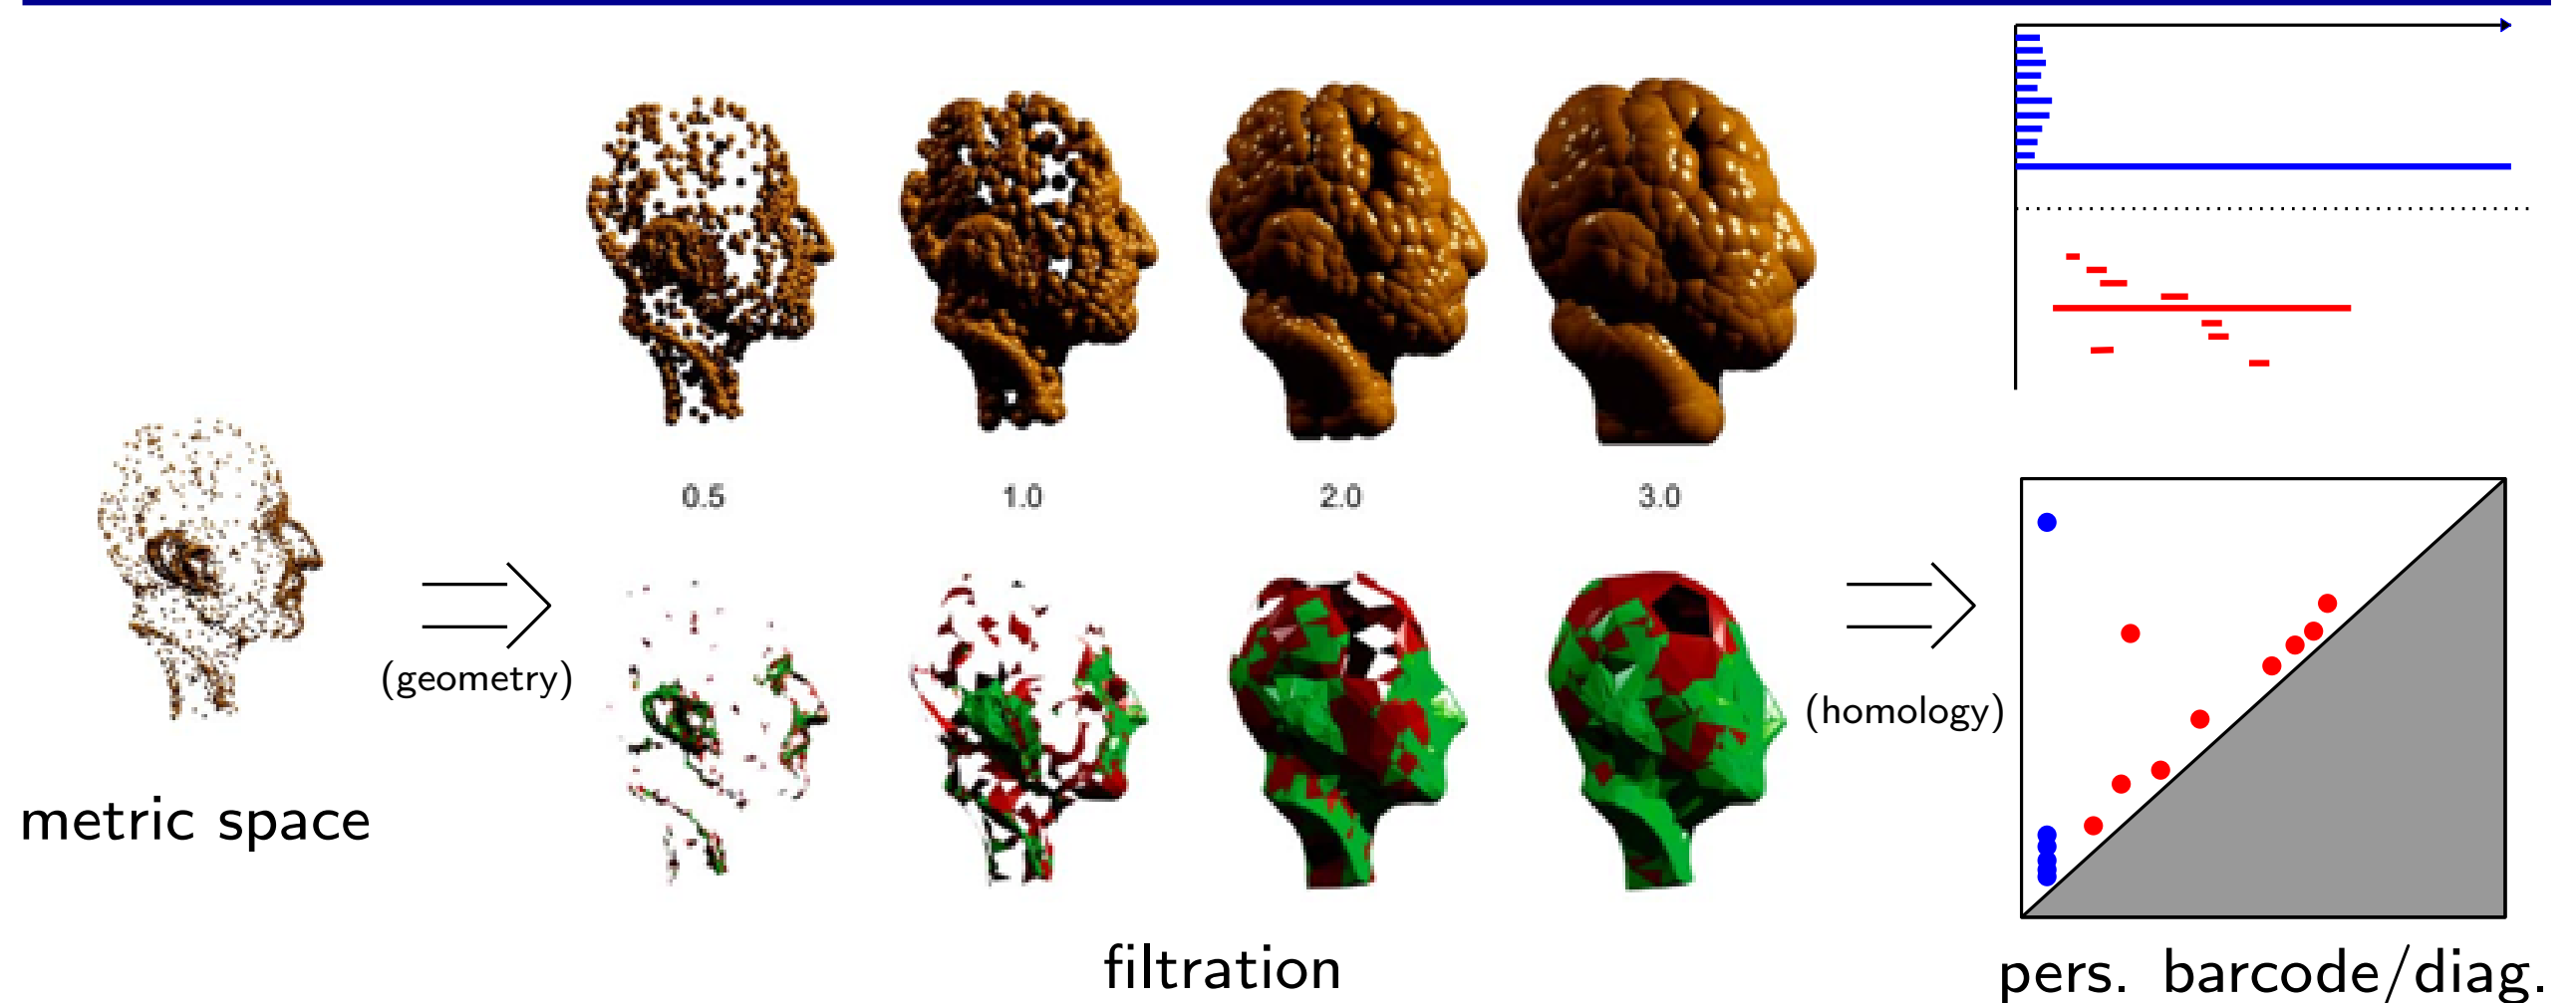 0.5
1.0
2.0
3.0
(geometry)
(homology)
metric space
filtration
pers. barcode/diag.